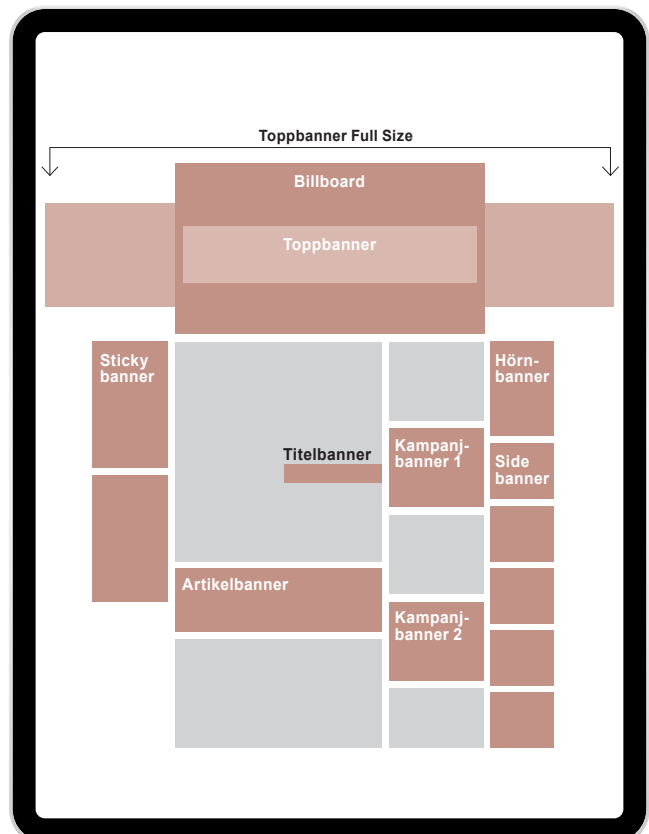 Toppbanner Full Size
Billboard
Toppbanner
Sticky
banner
Hörn-
banner
Titelbanner
Kampanj-
banner 1
Side
banner
Artikelbanner
Kampanj-
banner 2